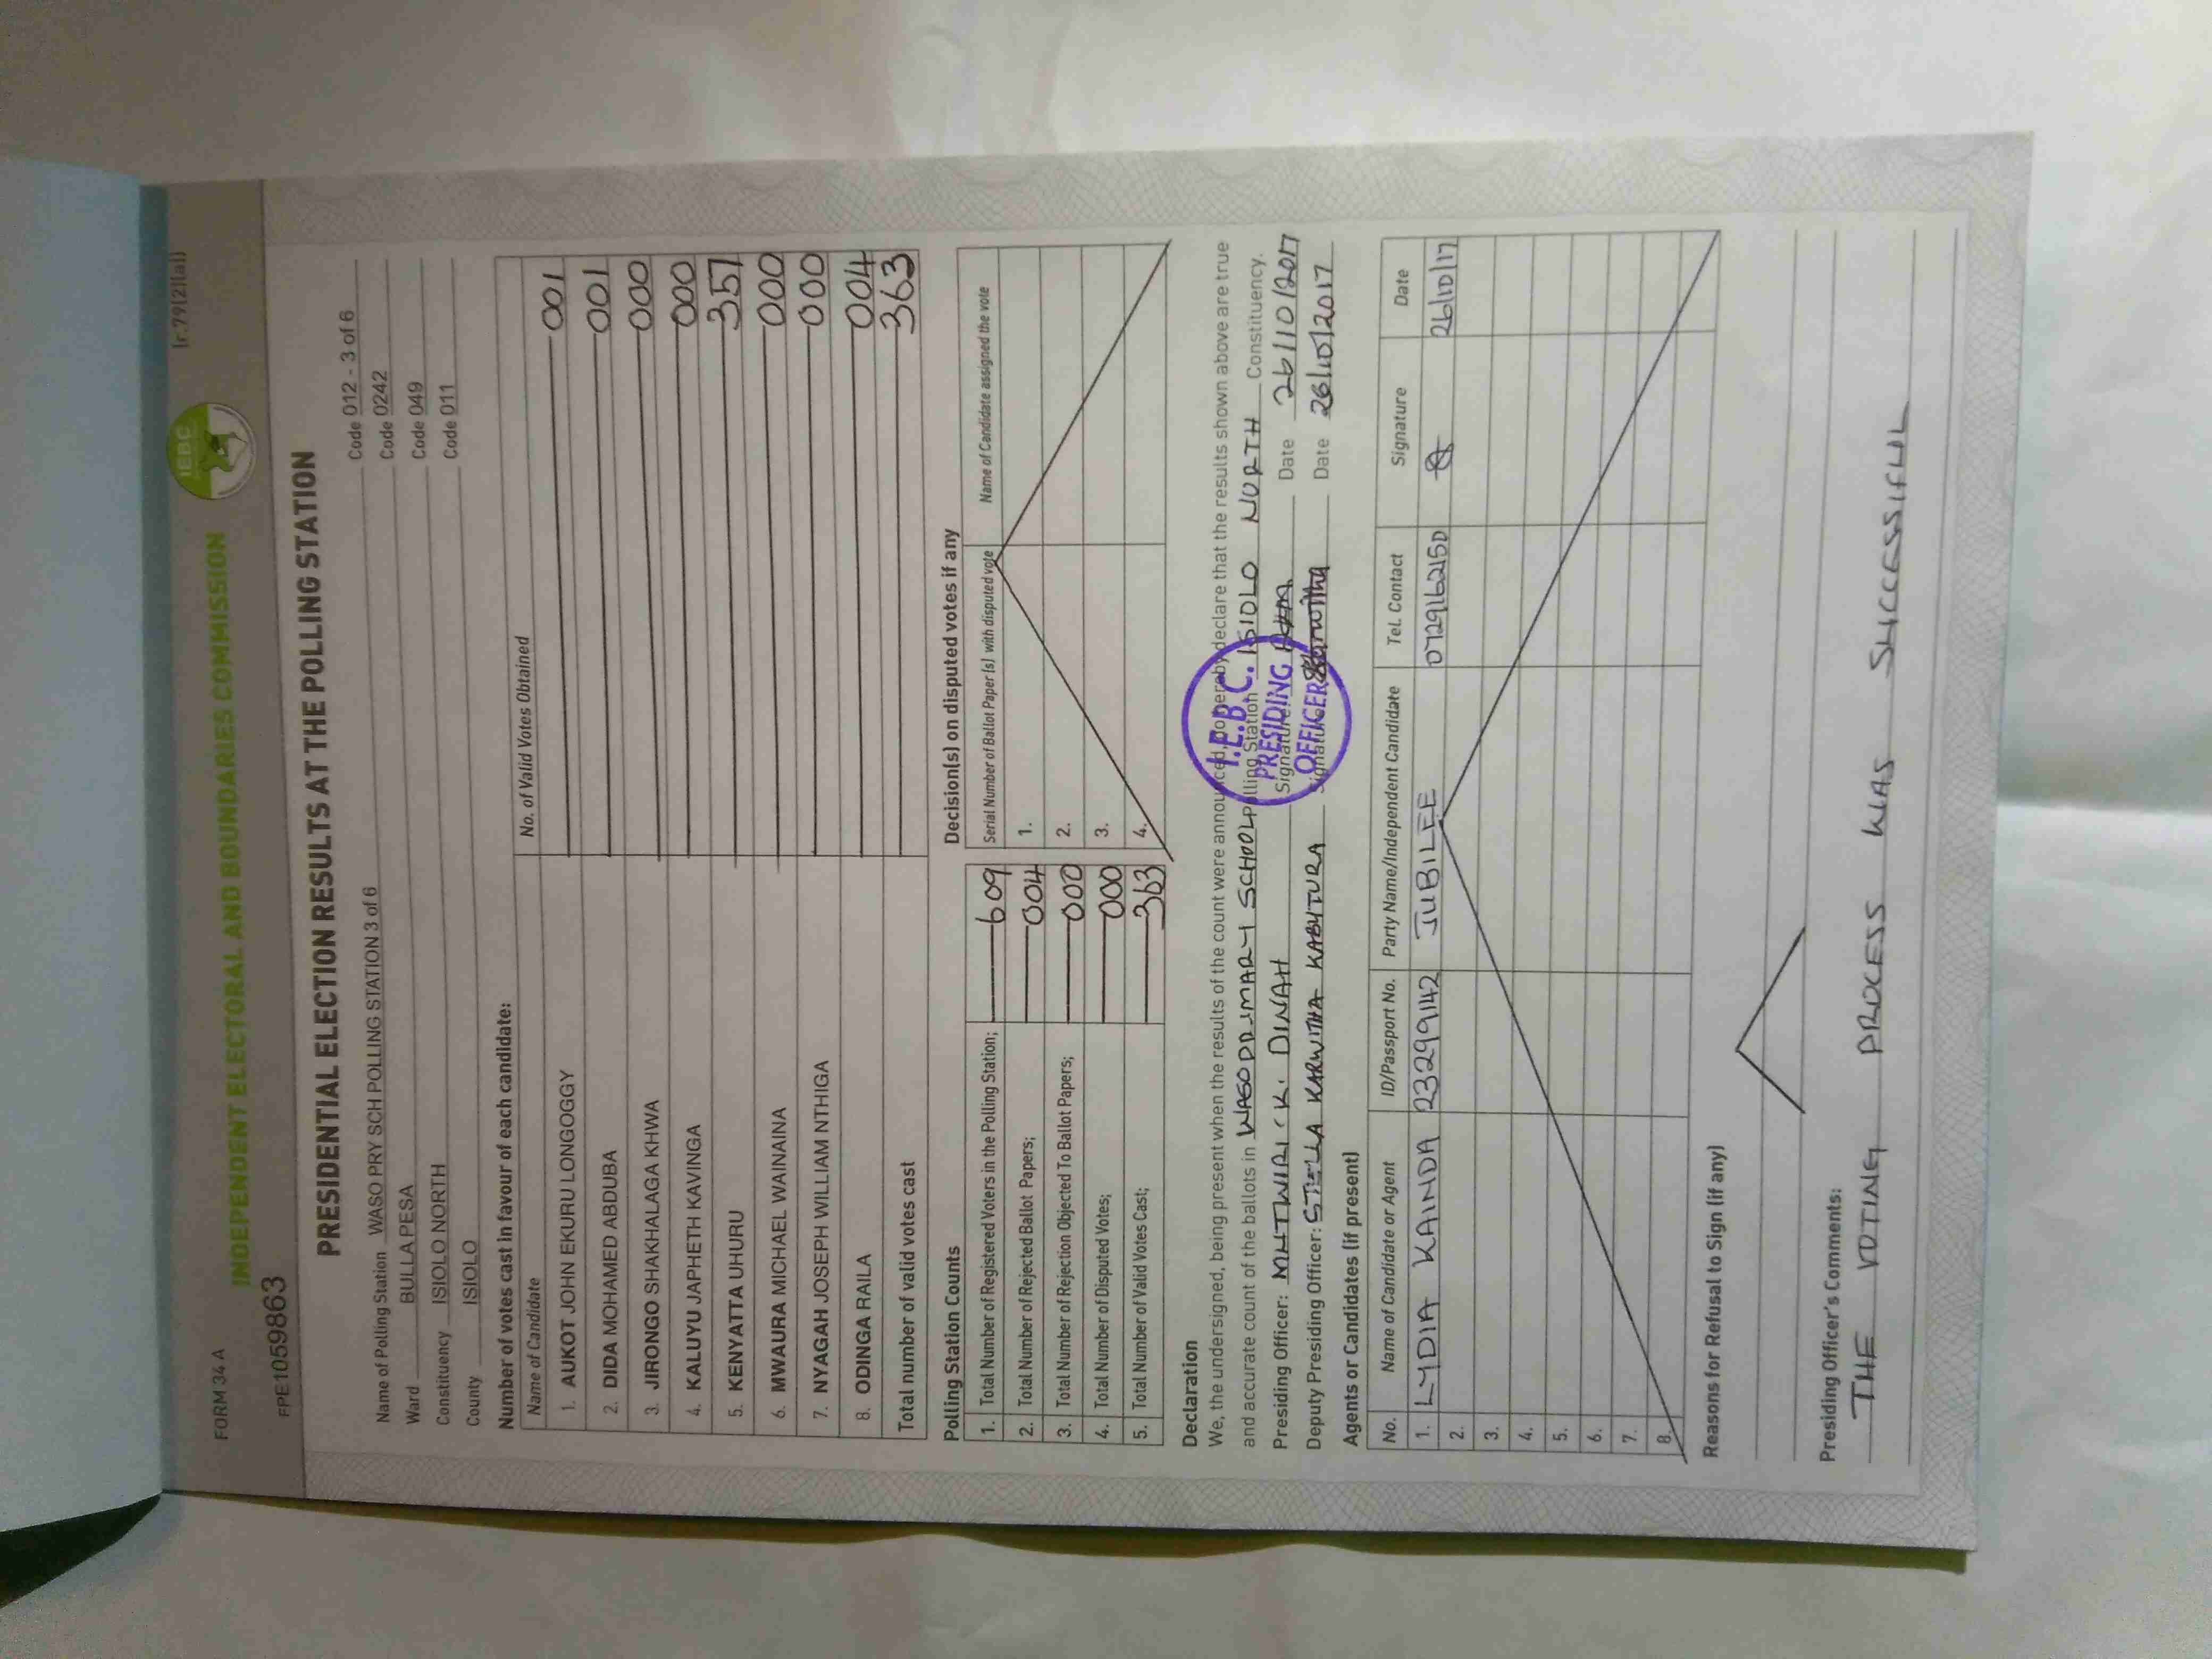 FORM 34 A
(r.79(2)(a))
INDEPENDENT ELECTORAL AND BOUNDARIES COMMISSION
IEBC
FPE1059863
PRESIDENTIAL ELECTION RESULTS AT THE POLLING STATION
Name of Polling Station WASO PRY SCH POLLING STATION 3 of 6 Code 012 - 3 of 6
Ward BULLA PESA Code 0242
Constituency ISIOLO NORTH Code 049
County ISIOLO Code 011
Number of votes cast in favour of each candidate:
Name of Candidate No. of Valid Votes Obtained
1. AUKOT JOHN EKURU LONGOGGY 001
2. DIDA MOHAMED ABDUBA 001
3. JIRONGO SHAKHALAGA KHWA 000
4. KALUYU JAPHETH KAVINGA 000
5. KENYATTA UHURU 357
6. MWAURA MICHAEL WAINAINA 000
7. NYAGAH JOSEPH WILLIAM NTHIGA 000
8. ODINGA RAILA 004
Total number of valid votes cast 363
Polling Station Counts
1. Total Number of Registered Voters in the Polling Station; 609
2. Total Number of Rejected Ballot Papers; 004
3. Total Number of Rejection Objected To Ballot Papers; 000
4. Total Number of Disputed Votes; 000
5. Total Number of Valid Votes Cast; 363
Decision(s) on disputed votes if any
Serial Number of Ballot Paper (s) with disputed vote Name of Candidate assigned the vote
1.
2.
3.
4.
Declaration
We, the undersigned, being present when the results of the count were announced, do hereby declare that the results shown above are true
and accurate count of the ballots in SCHOOL Polling Station ISIOLO NORTH Constituency.
Presiding Officer: K. DINAH Signature: Date 26/10/2017
Deputy Presiding Officer: STELLA KARWITHA KABUTURA Signature: Karwitha Date 26/10/2017
I.E.B.C.
PRESIDING
OFFICER
Agents or Candidates (if present)
No. Name of Candidate or Agent ID/Passport No. Party Name/Independent Candidate Tel. Contact Signature Date
1. LYDIA KAINDA 23299142 JUBILEE 0729162150 26/10/17
2.
3.
4.
5.
6.
7.
8.
Reasons for Refusal to Sign (if any)
Presiding Officer's Comments:
THE VOTING PROCESS WAS SUCCESSIFUL